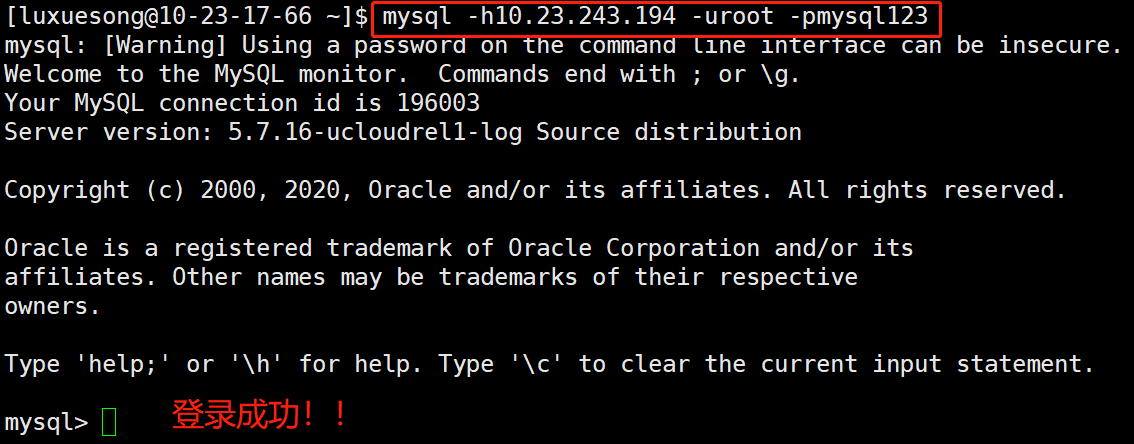 [luxuesong@10-23-17-66 ~]$ mysql -h10.23.243.194 -uroot -pmysql123
mysql: [Warning] Using a password on the command line interface can be insecure.
Welcome to the MySQL monitor.  Commands end with ; or \g.
Your MySQL connection id is 196003
Server version: 5.7.16-ucloudrel1-log Source distribution
Copyright (c) 2000, 2020, Oracle and/or its affiliates. All rights reserved.
Oracle is a registered trademark of Oracle Corporation and/or its
affiliates. Other names may be trademarks of their respective
owners.
Type 'help;' or '\h' for help. Type '\c' to clear the current input statement.
mysql> 登录成功！！